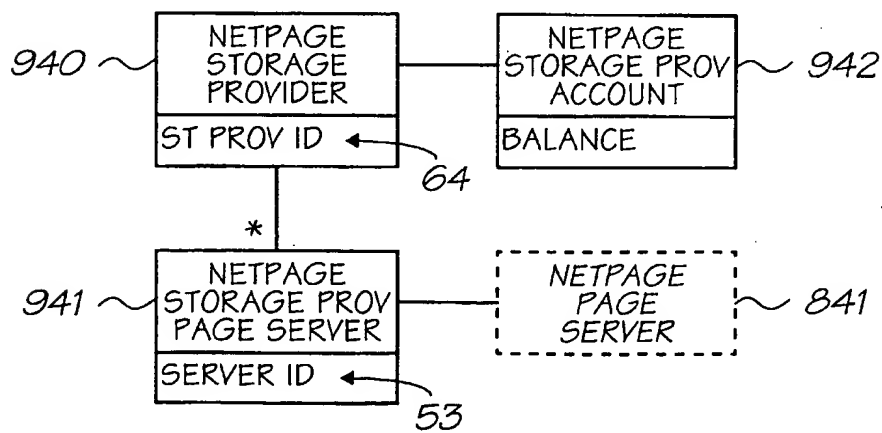 NETPAGE
STORAGE
PROVIDER
940
ST PROV ID
64
NETPAGE
STORAGE PROV
ACCOUNT
942
BALANCE
*
NETPAGE
STORAGE PROV
PAGE SERVER
941
SERVER ID
53
NETPAGE
PAGE
SERVER
841